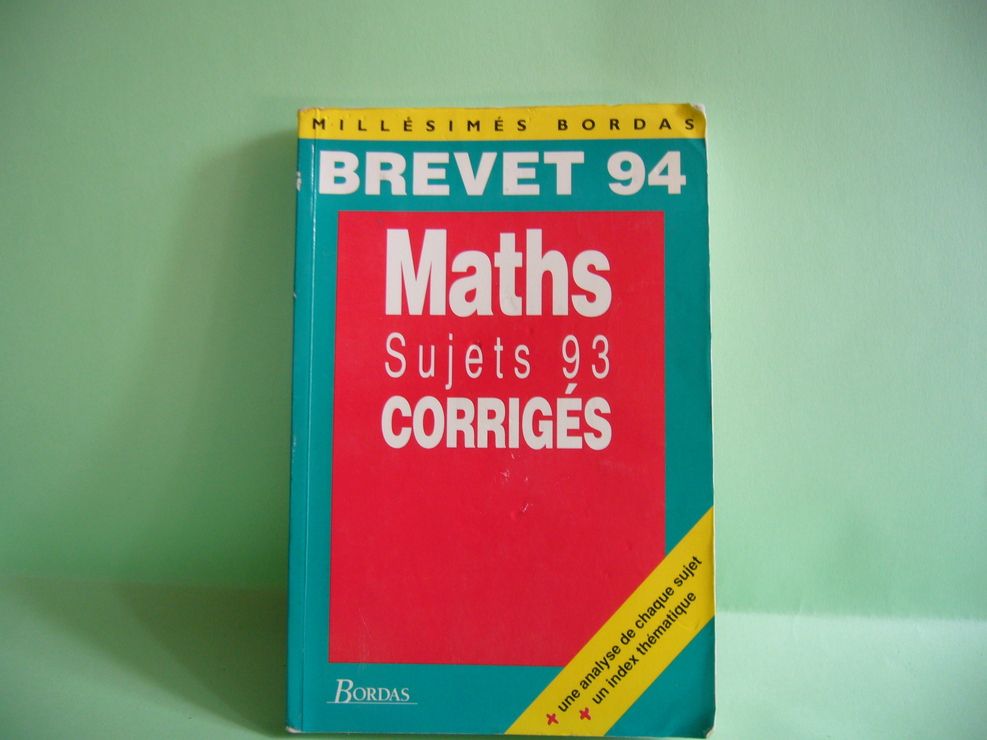 MILLÉSIMÉS BORDAS
BREVET 94
Maths
Sujets 93
CORRIGÉS
+ une analyse de chaque sujet
+ un index thématique
BORDAS